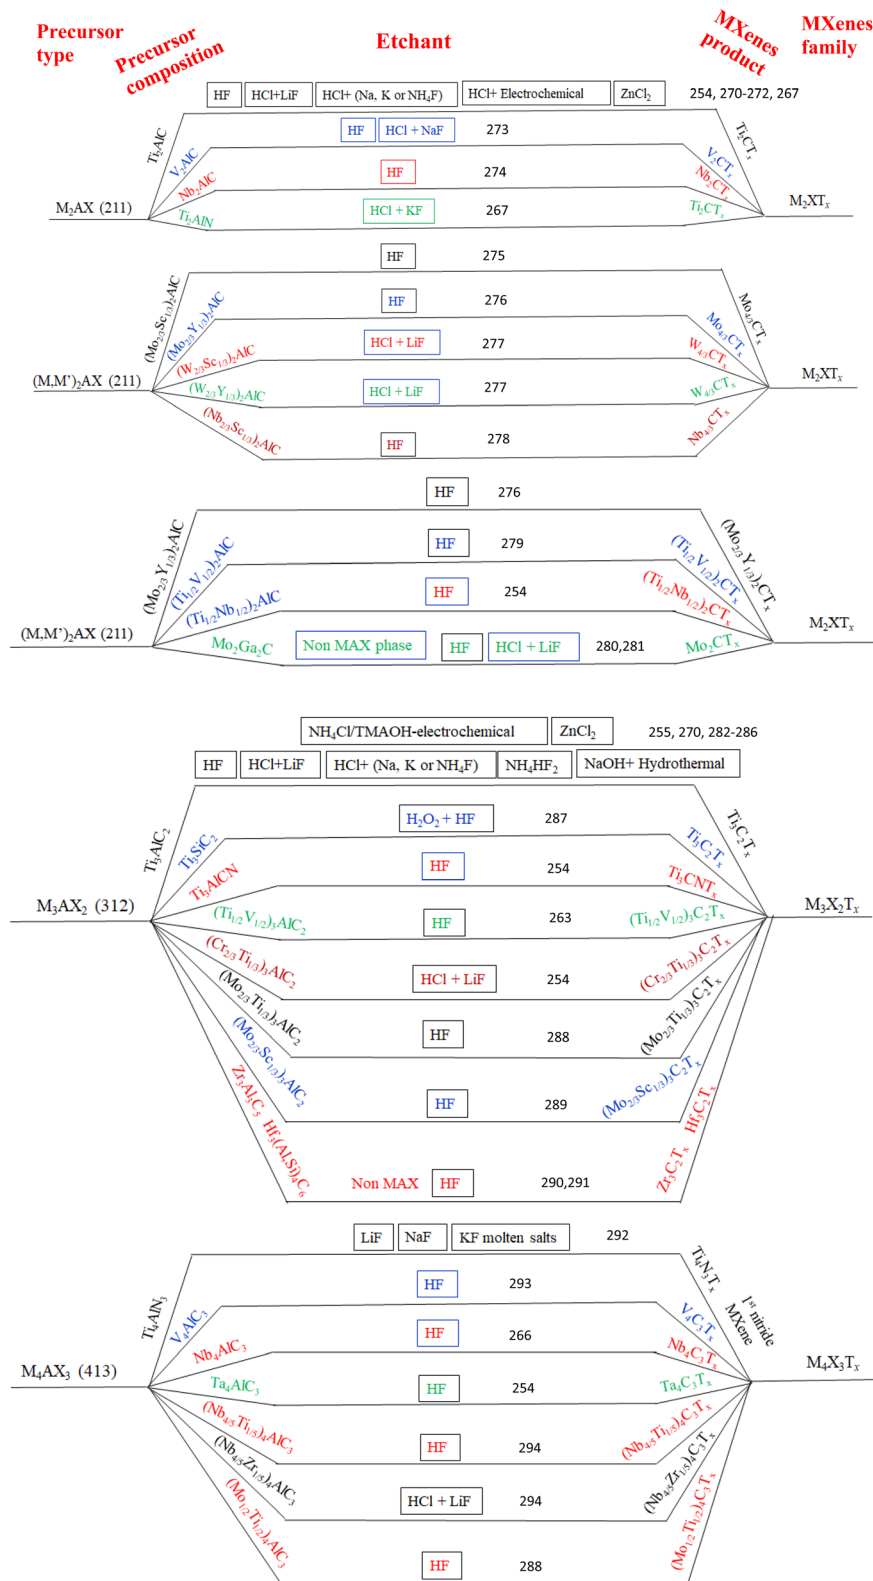 Precursor type
Precursor composition
Etchant
MXenes product
MXenes family
HF HCl+LiF HCl+ (Na, K or NH₄F) HCl+ Electrochemical ZnCl₂ 254, 270-272, 267
Ti₂AlC Ti₂CTₓ
HF HCl + NaF 273
V₂AlC V₂CTₓ
HF 274
Nb₂AlC Nb₂CTₓ
M₂AX (211) M₂XTₓ
HCl + KF 267
Ti₂AlN Ti₂CTₓ
HF 275
(Mo₂/₃Sc₁/₃)₂AlC Mo₄/₃CTₓ
HF 276
(Mo₂/₃Y₁/₃)₂AlC Mo₄/₃CTₓ
HCl + LiF 277
(W₂/₃Sc₁/₃)₂AlC W₄/₃CTₓ
(M,M’)₂AX (211) M₂XTₓ
HCl + LiF 277
(W₂/₃Y₁/₃)₂AlC W₄/₃CTₓ
HF 278
(Nb₂/₃Sc₁/₃)₂AlC Nb₄/₃CTₓ
HF 276
(Mo₂/₃Y₁/₃)₂AlC (Mo₂/₃Y₁/₃)₂CTₓ
HF 279
(Ti₁/₂V₁/₂)₂AlC (Ti₁/₂V₁/₂)₂CTₓ
HF 254
(Ti₁/₂Nb₁/₂)₂AlC (Ti₁/₂Nb₁/₂)₂CTₓ
(M,M’)₂AX (211) M₂XTₓ
Mo₂Ga₂C Non MAX phase HF HCl + LiF 280,281 Mo₂CTₓ
NH₄Cl/TMAOH-electrochemical ZnCl₂ 255, 270, 282-286
HF HCl+LiF HCl+ (Na, K or NH₄F) NH₄HF₂ NaOH+ Hydrothermal
Ti₃AlC₂ Ti₃C₂Tₓ
H₂O₂ + HF 287
Ti₃SiC₂ Ti₃C₂Tₓ
HF 254
Ti₃AlCN Ti₃CNTₓ
M₃AX₂ (312) M₃X₂Tₓ
HF 263
(Ti₁/₂V₁/₂)₃AlC₂ (Ti₁/₂V₁/₂)₃C₂Tₓ
HCl + LiF 254
(Cr₂/₃Ti₁/₃)₃AlC₂ (Cr₂/₃Ti₁/₃)₃C₂Tₓ
HF 288
(Mo₂/₃Ti₁/₃)₃AlC₂ (Mo₂/₃Ti₁/₃)₃C₂Tₓ
HF 289
(Mo₂/₃Sc₁/₃)₃AlC₂ (Mo₂/₃Sc₁/₃)₃C₂Tₓ
Zr₃Al₃C₅ Hf₃(Al,Si)₄C₆ Non MAX HF 290,291 Zr₃C₂Tₓ Hf₃C₂Tₓ
LiF NaF KF molten salts 292
Ti₄AlN₃ Ti₄N₃Tₓ
1st nitride
MXene
HF 293
V₄AlC₃ V₄C₃Tₓ
HF 266
Nb₄AlC₃ Nb₄C₃Tₓ
M₄AX₃ (413) M₄X₃Tₓ
HF 254
Ta₄AlC₃ Ta₄C₃Tₓ
HF 294
(Nb₄/₅Ti₁/₅)₄AlC₃ (Nb₄/₅Ti₁/₅)₄C₃Tₓ
HCl + LiF 294
(Nb₄/₅Zr₁/₅)₄AlC₃ (Nb₄/₅Zr₁/₅)₄C₃Tₓ
HF 288
(Mo₁/₂Ti₁/₂)₄AlC₃ (Mo₁/₂Ti₁/₂)₄C₃Tₓ